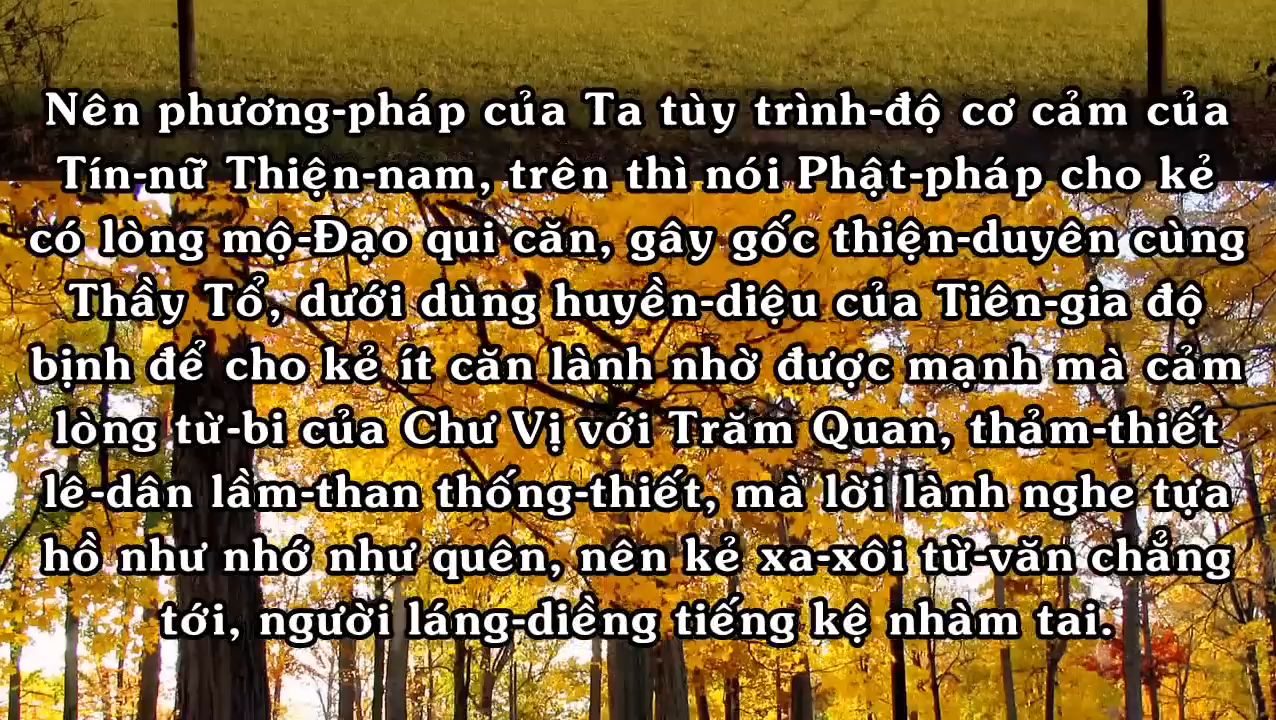 Nên phương-pháp của Ta tùy trình-độ cơ cảm của
Tín-nữ Thiện-nam, trên thì nói Phật-pháp cho kẻ
có lòng mộ-Đạo qui căn, gây gốc thiện-duyên cùng
Thầy Tổ, dưới dùng huyền-diệu của Tiên-gia độ
bịnh để cho kẻ ít căn lành nhờ được mạnh mà cảm
lòng từ-bi của Chư Vị với Trăm Quan, thảm-thiết
lê-dân lầm-than thống-thiết, mà lời lành nghe tựa
hồ như nhớ như quên, nên kẻ xa-xôi từ-văn chẳng
tới, người láng-diềng tiếng kệ nhàm tai.